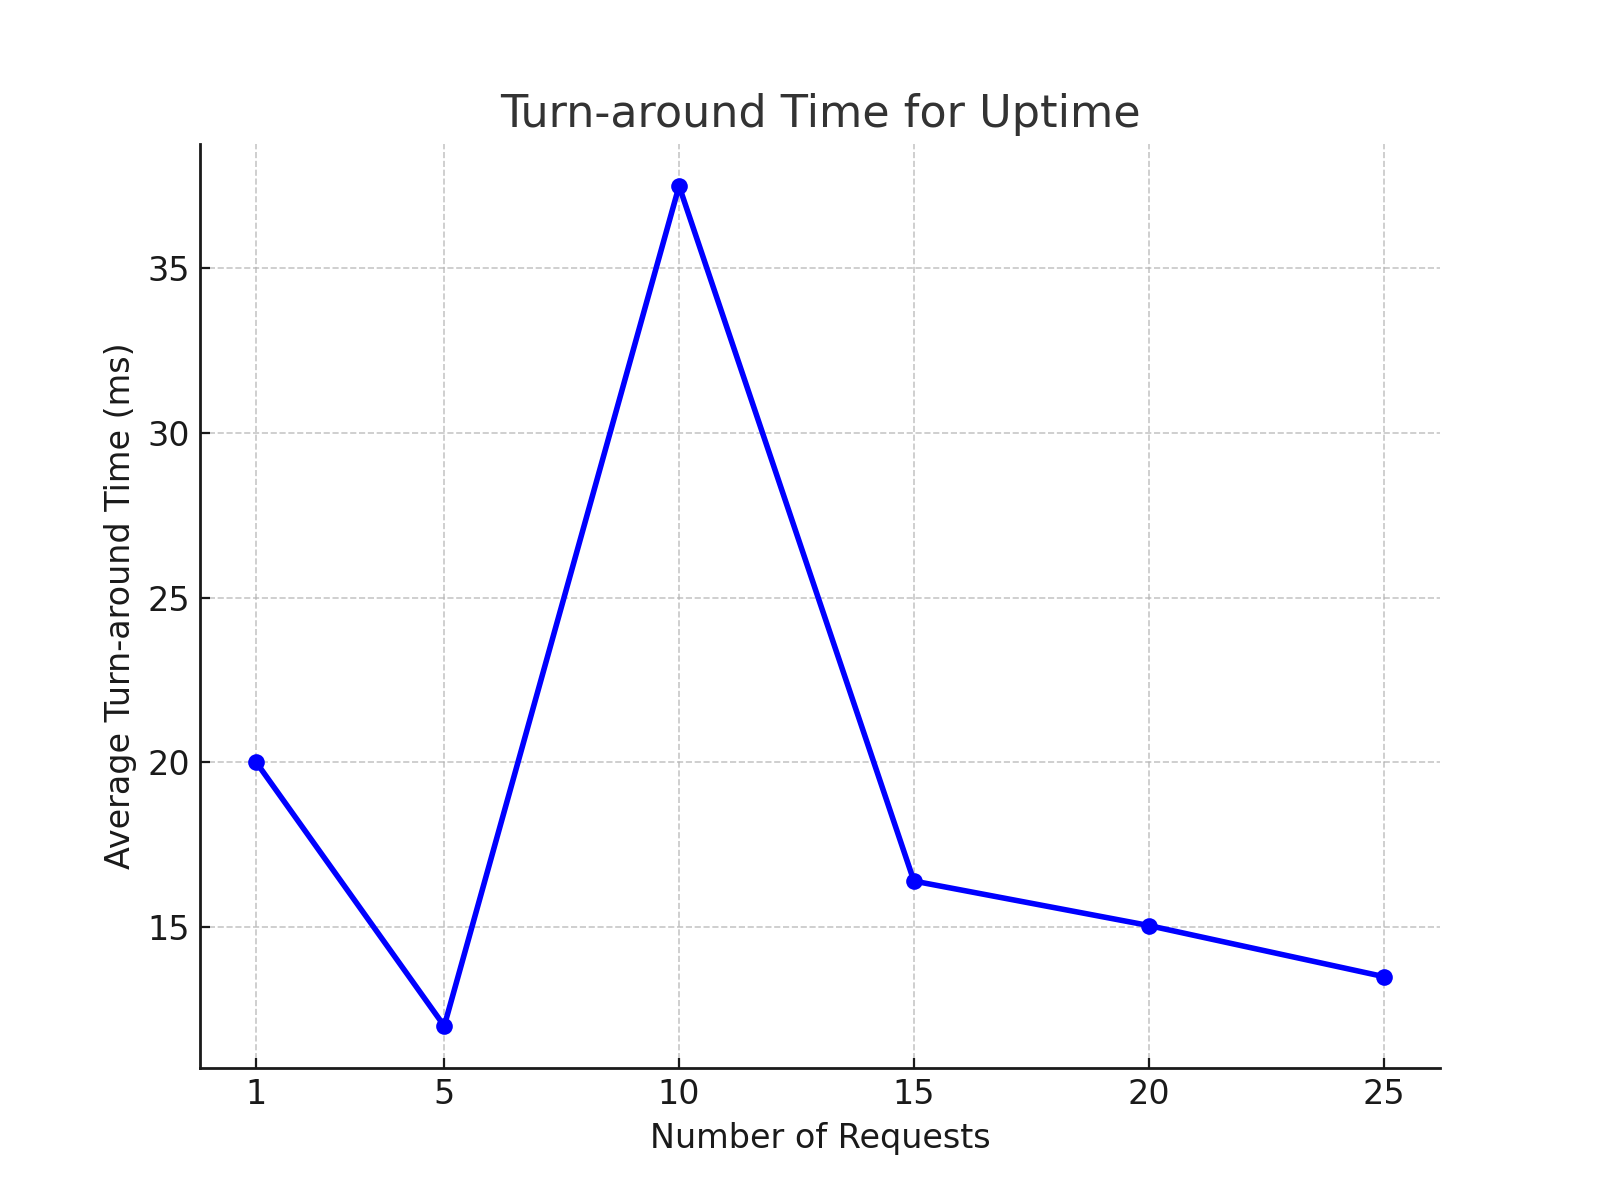 Turn-around Time for Uptime
Average Turn-around Time (ms)
35
30
25
20
15
1 5 10 15 20 25
Number of Requests